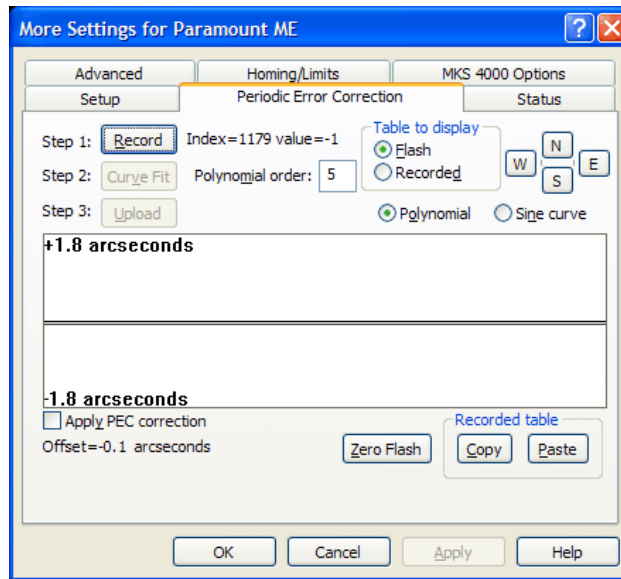 More Settings for Paramount ME
Advanced Homing/Limits MKS 4000 Options
Setup Periodic Error Correction Status
Step 1: Record Index=1179 value=-1
Step 2: Curve Fit Polynomial order: 5
Step 3: Upload
Table to display
Flash
Recorded
N
W E
S
Polynomial Sine curve
+1.8 arcseconds
-1.8 arcseconds
Apply PEC correction
Offset=-0.1 arcseconds
Zero Flash
Recorded table
Copy Paste
OK Cancel Apply Help